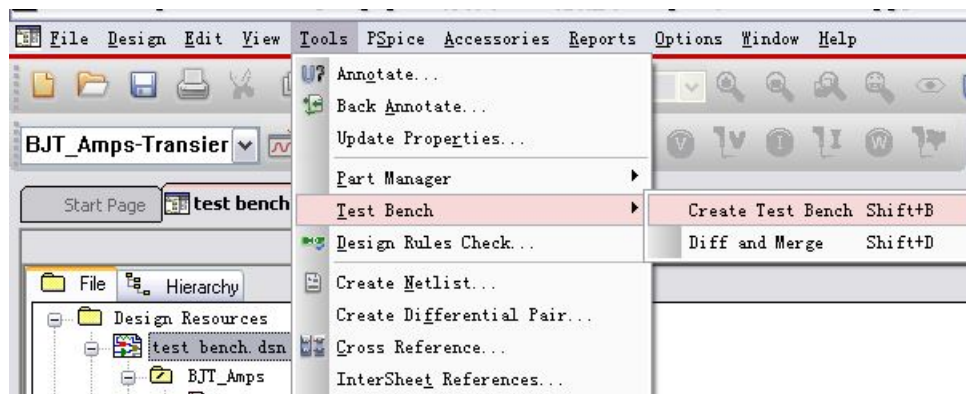 File Design Edit View Tools PSpice Accessories Reports Options Window Help
Annotate...
Back Annotate...
BJT_Amps-Transier
Update Properties...
Part Manager
Start Page test bench
Test Bench
Create Test Bench Shift+B
Design Rules Check...
Diff and Merge Shift+D
File Hierarchy
Create Netlist...
Design Resources
Create Differential Pair...
test bench.dsn
Cross Reference...
BJT_Amps
InterSheet References...